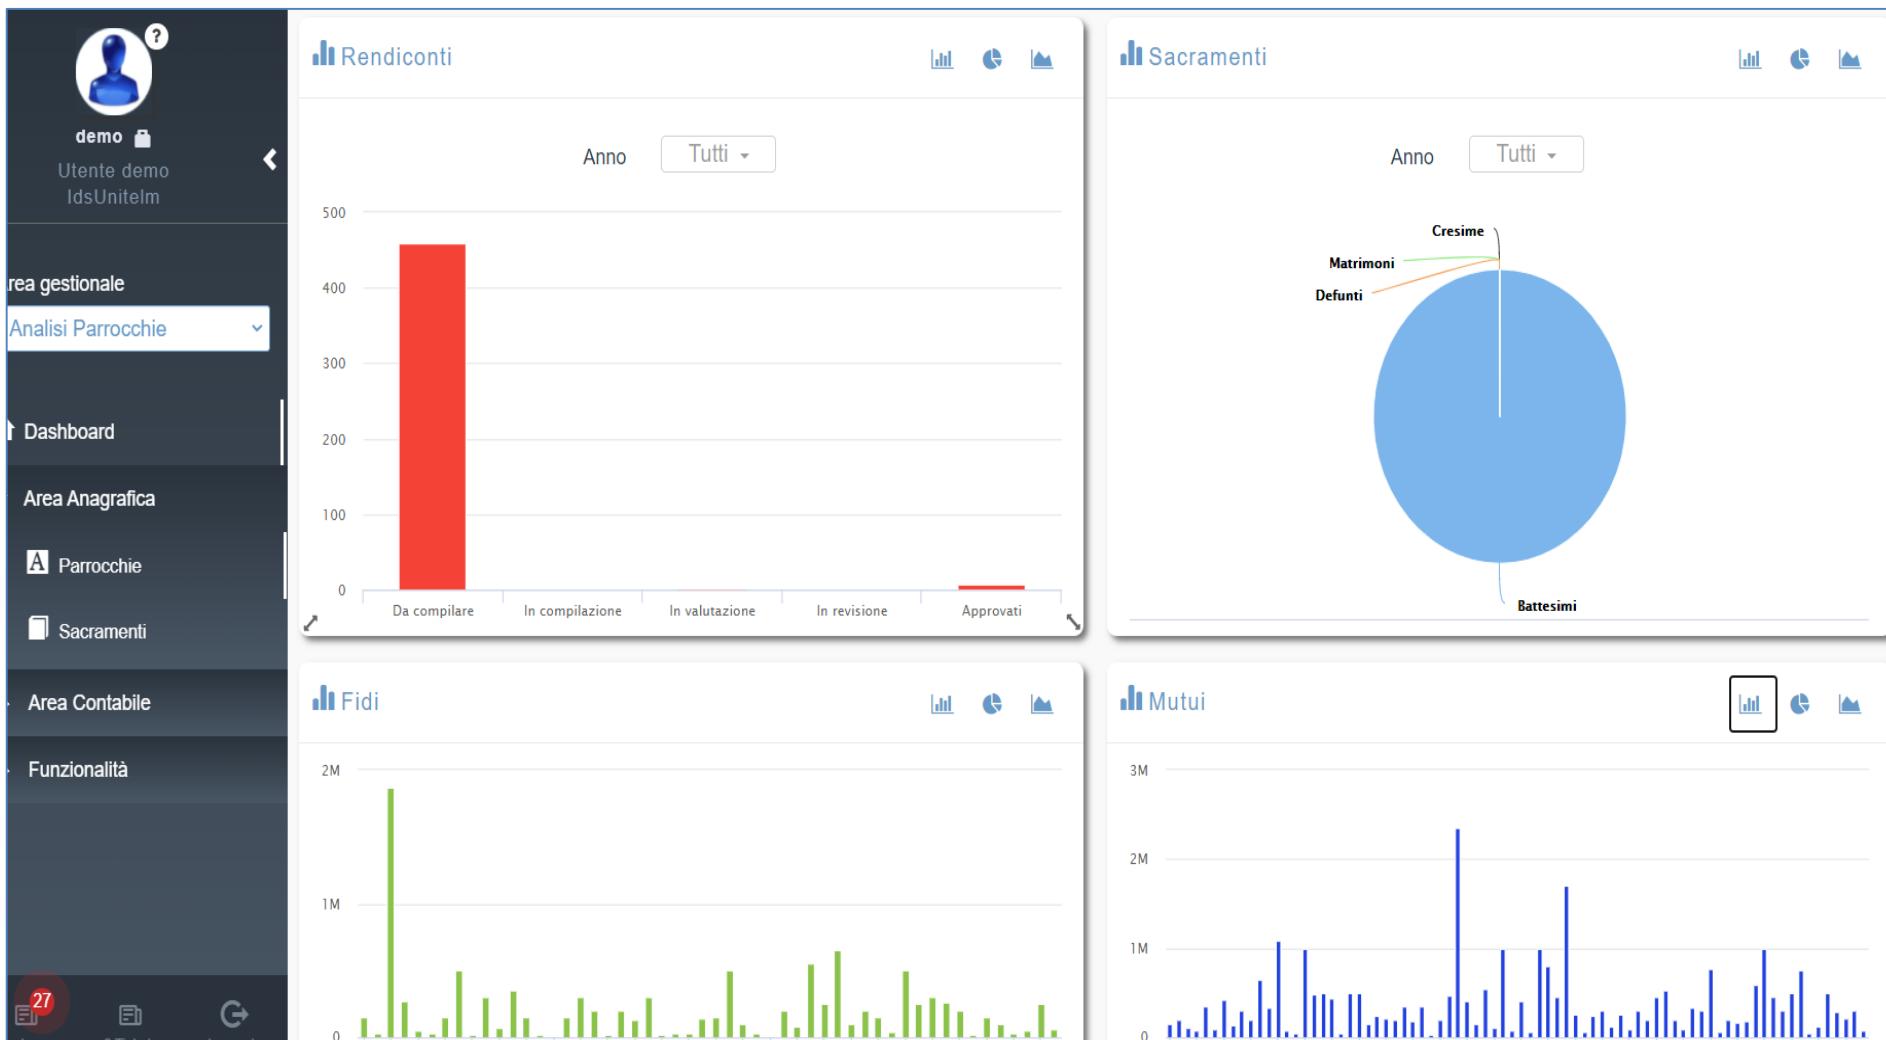 ?
demo
Utente demo
IdsUnitelm
rea gestionale
Analisi Parrocchie
Dashboard
Area Anagrafica
A Parrocchie
Sacramenti
Area Contabile
Funzionalità
27
Rendiconti
Anno Tutti
500
400
300
200
100
0
Da compilare In compilazione In valutazione In revisione Approvati
Sacramenti
Anno Tutti
Cresime
Matrimoni
Defunti
Battesimi
Fidi
2M
1M
0
Mutui
3M
2M
1M
0